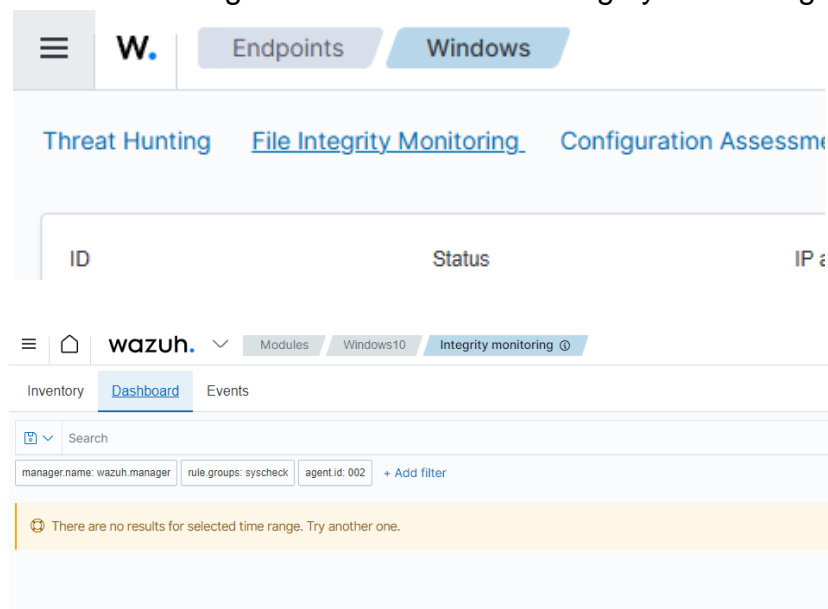 W. Endpoints Windows
Threat Hunting File Integrity Monitoring Configuration
ID Status IP
wazuh. Modules Windows10 Integrity monitoring
Inventory Dashboard Events
Search
manager.name: wazuh.manager rule.groups: syscheck agent.id: 002 + Add filter
There are no results for selected time range. Try another one.